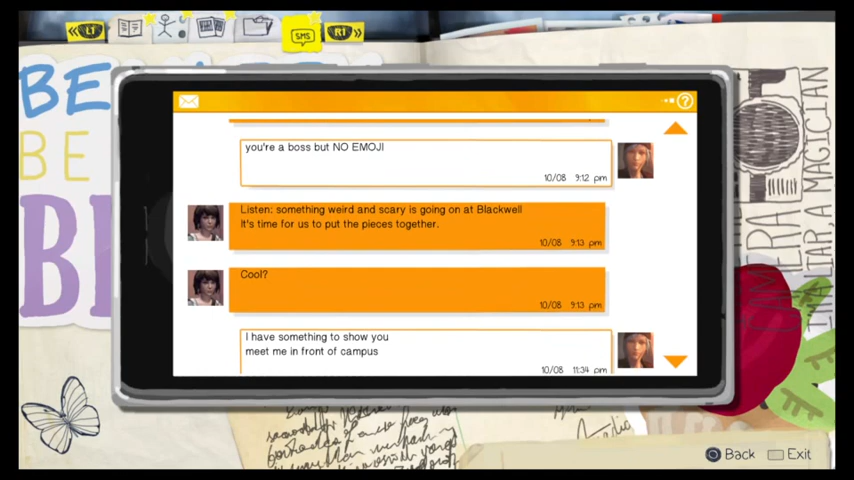 L1
SMS
R1
BE
BE
B
you're a boss but NO EMOJI
10/08 9:12 pm
Listen: something weird and scary is going on at Blackwell
It's time for us to put the pieces together.
10/08 9:13 pm
Cool?
10/08 9:13 pm
I have something to show you
meet me in front of campus
10/08 11:34 pm
?
CAMERA
LIAR, A MAGICIAN
Back
Exit